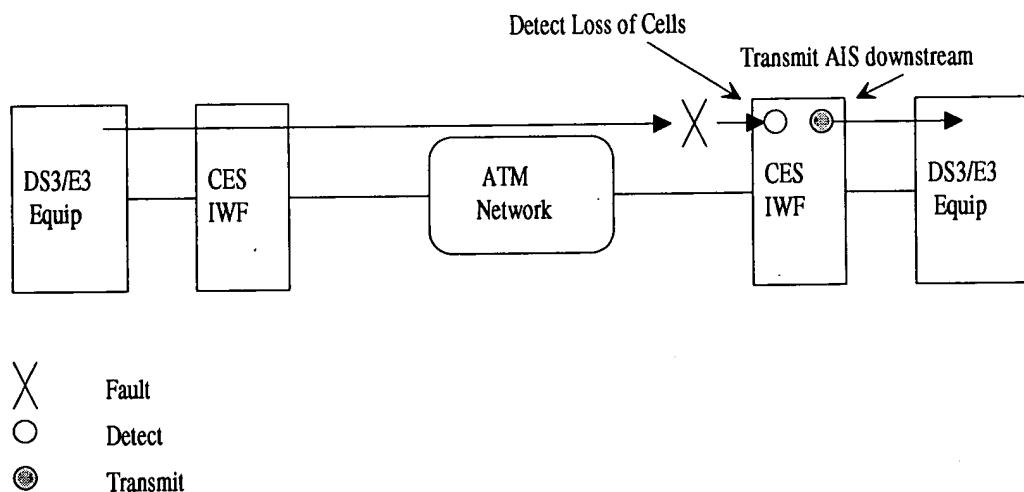 Detect Loss of Cells
Transmit AIS downstream
DS3/E3
Equip
CES
IWF
ATM
Network
CES
IWF
DS3/E3
Equip
Fault
Detect
Transmit